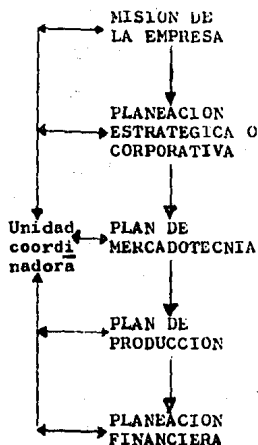 MISION DE
LA EMPRESA
PLANEACION
ESTRATEGICA O
CORPORATIVA
Unidad
coordi
nadora
PLAN DE
MERCADOTECNIA
PLAN DE
PRODUCCION
PLANEACION
FINANCIERA